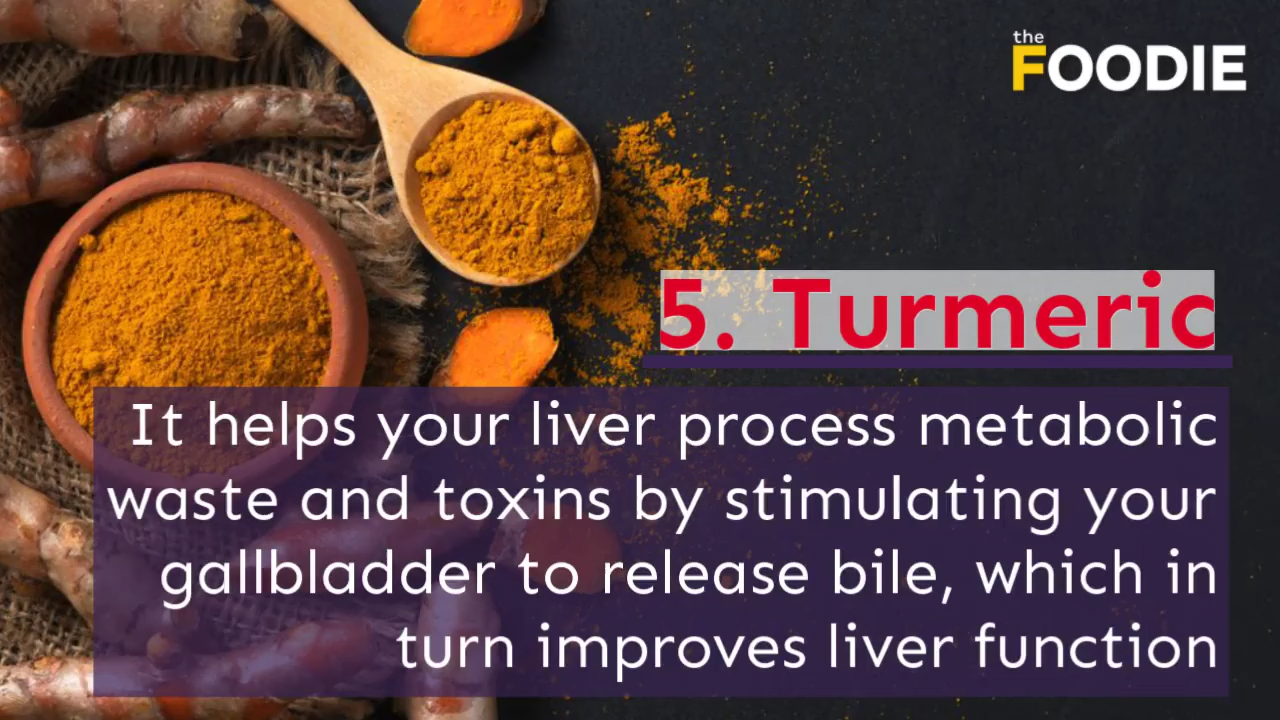 the
FOODIE
5. Turmeric
It helps your liver process metabolic
waste and toxins by stimulating your
gallbladder to release bile, which in
turn improves liver function